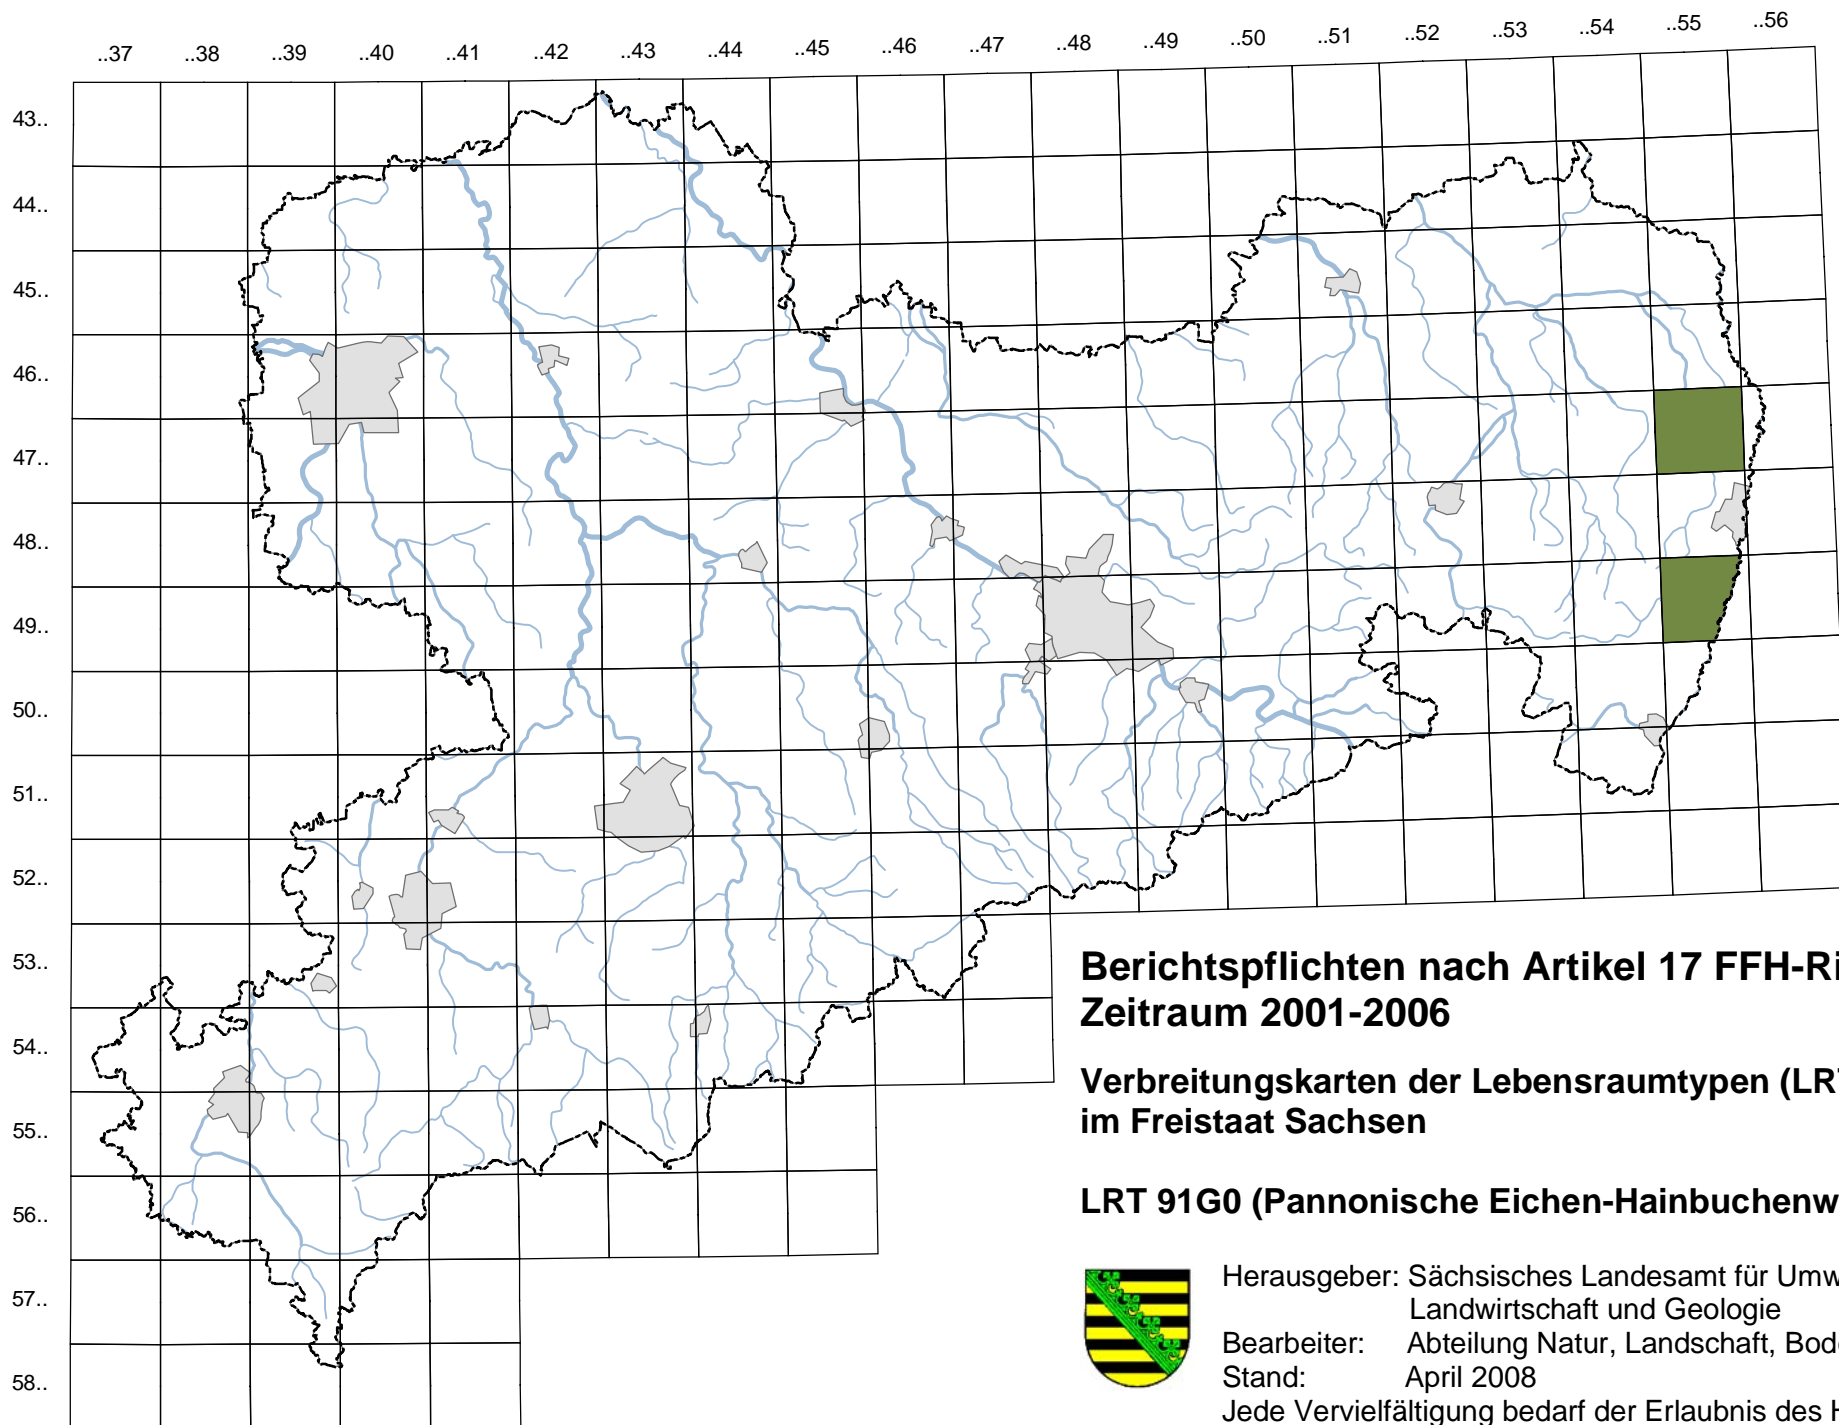 ..37 ..38 ..39 ..40 ..41 ..42 ..43 ..44 ..45 ..46 ..47 ..48 ..49 ..50 ..51 ..52 ..53 ..54 ..55 ..56
43..
44..
45..
46..
47..
48..
49..
50..
51..
52..
53..
54..
55..
56..
57..
58..
Berichtspflichten nach Artikel 17 FFH-Ri
Zeitraum 2001-2006
Verbreitungskarten der Lebensraumtypen (LRT
im Freistaat Sachsen
LRT 91G0 (Pannonische Eichen-Hainbuchenw
Herausgeber: Sächsisches Landesamt für Umw
Landwirtschaft und Geologie
Bearbeiter: Abteilung Natur, Landschaft, Bod
Stand: April 2008
Jede Vervielfältigung bedarf der Erlaubnis des H